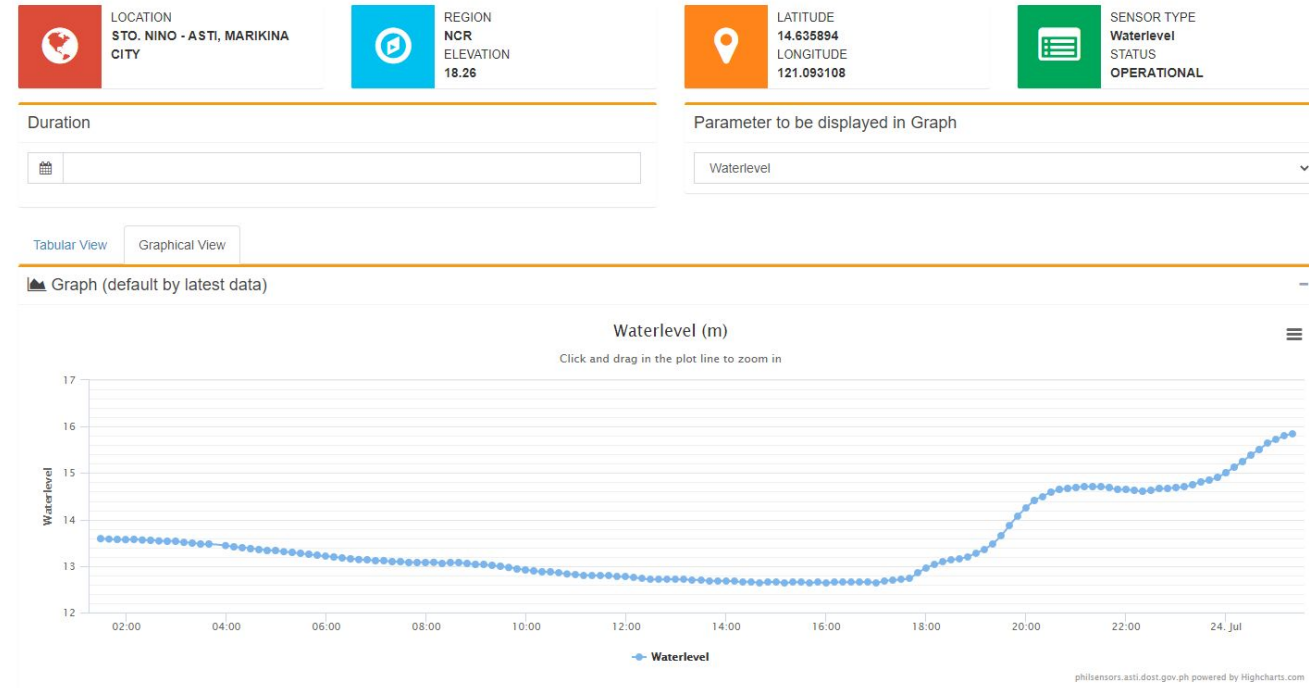 LOCATION
STO. NINO - ASTI, MARIKINA
CITY
REGION
NCR
ELEVATION
18.26
LATITUDE
14.635894
LONGITUDE
121.093108
SENSOR TYPE
Waterlevel
STATUS
OPERATIONAL
Duration
Parameter to be displayed in Graph
Waterlevel
Tabular View
Graphical View
Graph (default by latest data)
Waterlevel (m)
Click and drag in the plot line to zoom in
17
16
15
14
13
12
Waterlevel
02:00 04:00 06:00 08:00 10:00 12:00 14:00 16:00 18:00 20:00 22:00 24. Jul
Waterlevel
philsensors.asti.dost.gov.ph powered by Highcharts.com